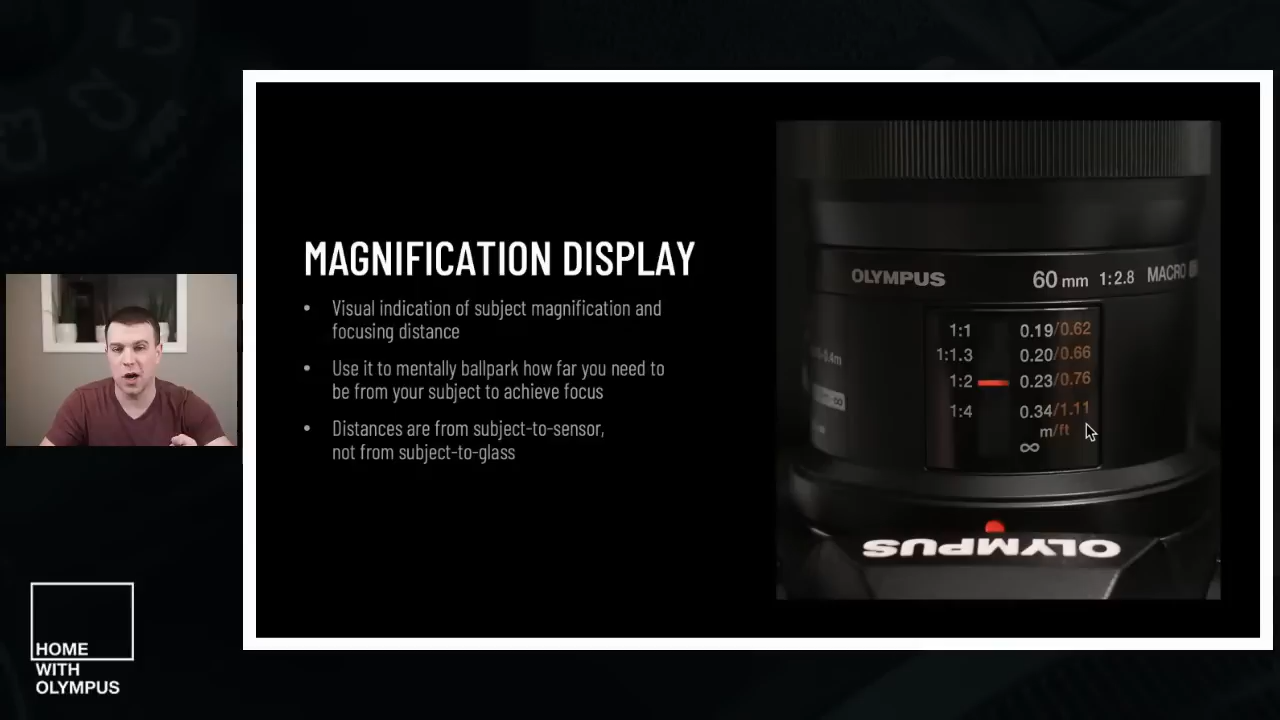 MAGNIFICATION DISPLAY
• Visual indication of subject magnification and
focusing distance
• Use it to mentally ballpark how far you need to
be from your subject to achieve focus
• Distances are from subject-to-sensor,
not from subject-to-glass
OLYMPUS 60mm 1:2.8 MACRO
1:1 0.19/0.62
1:1.3 0.20/0.66
1:2 0.23/0.76
1:4 0.34/1.11
m/ft
∞
OLYMPUS
HOME
WITH
OLYMPUS